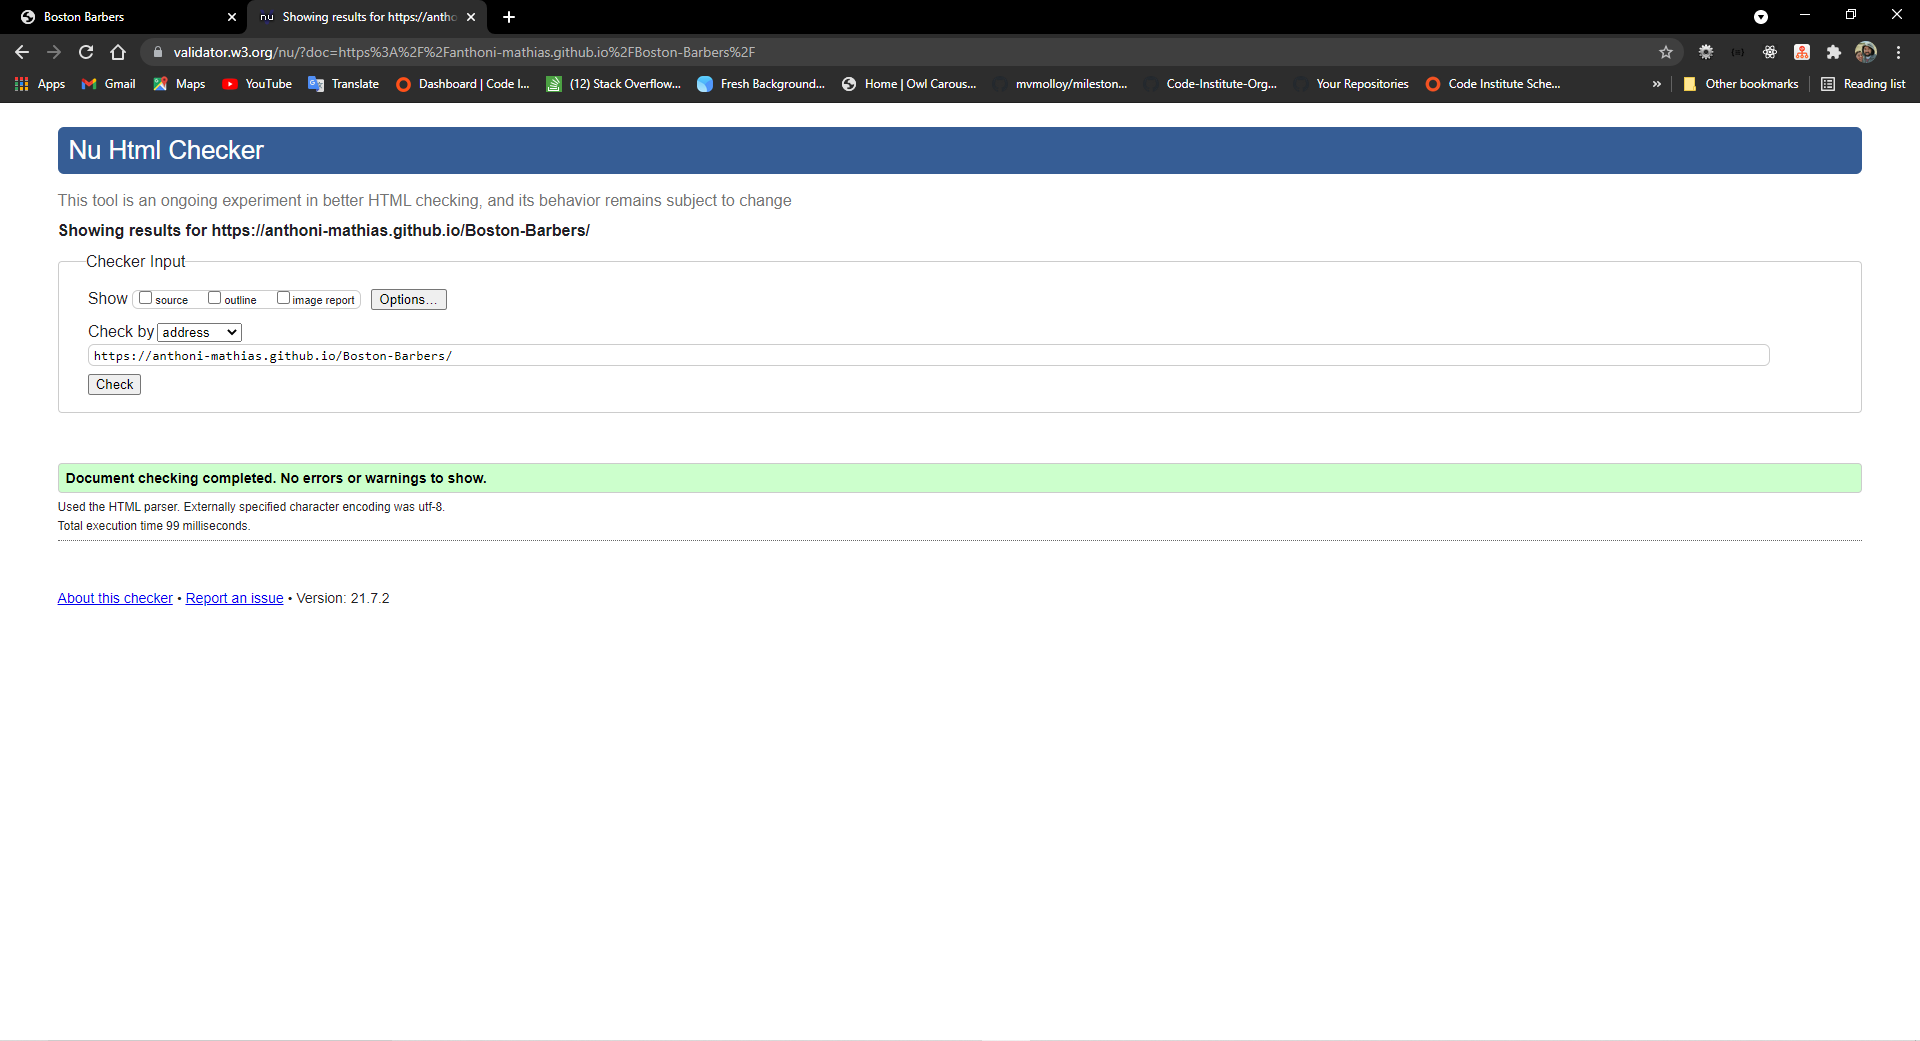 Boston Barbers
nu Showing results for https://antho
validator.w3.org/nu/?doc=https%3A%2F%2Fanthoni-mathias.github.io%2FBoston-Barbers%2F
Apps Gmail Maps YouTube Translate Dashboard | Code I... (12) Stack Overflow... Fresh Background... Home | Owl Carous... mvmolloy/mileston... Code-Institute-Org... Your Repositories Code Institute Sche... » Other bookmarks Reading list
Nu Html Checker
This tool is an ongoing experiment in better HTML checking, and its behavior remains subject to change
Showing results for https://anthoni-mathias.github.io/Boston-Barbers/
Checker Input
Show source outline image report Options...
Check by address
https://anthoni-mathias.github.io/Boston-Barbers/
Check
Document checking completed. No errors or warnings to show.
Used the HTML parser. Externally specified character encoding was utf-8.
Total execution time 99 milliseconds.
About this checker • Report an issue • Version: 21.7.2